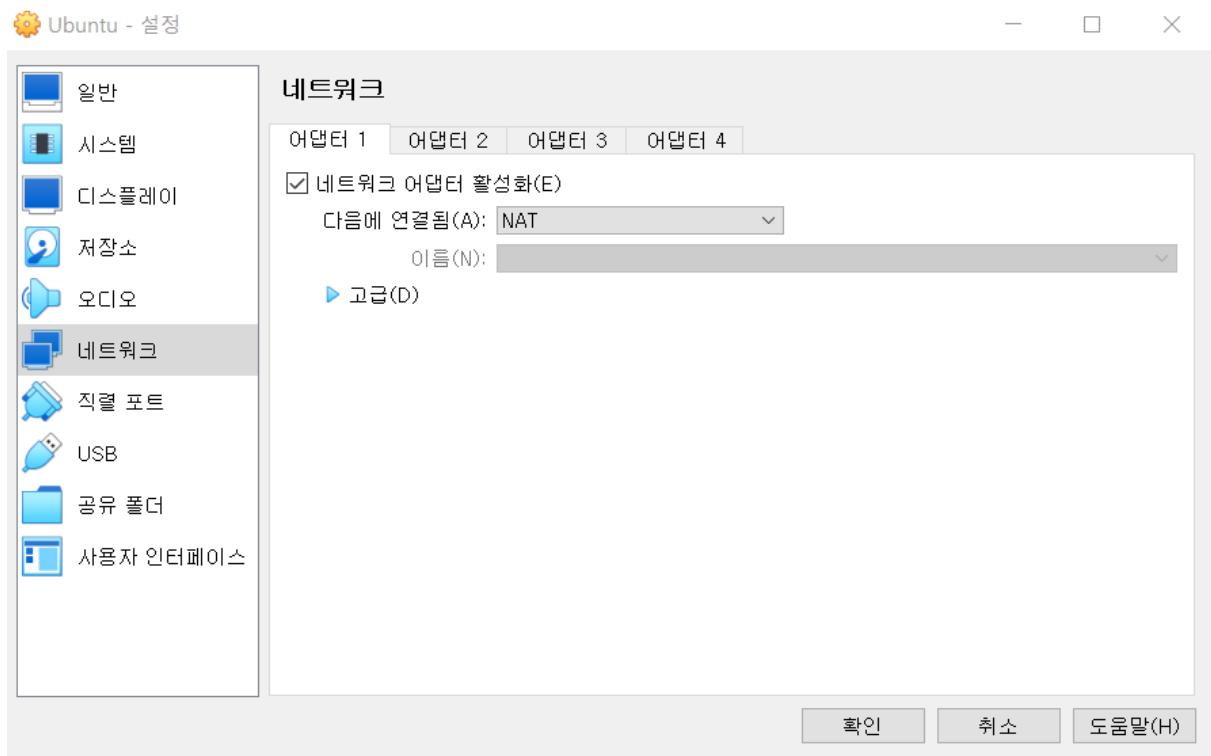 Ubuntu - 설정
일반
시스템
디스플레이
저장소
오디오
네트워크
직렬 포트
USB
공유 폴더
사용자 인터페이스
네트워크
어댑터 1 어댑터 2 어댑터 3 어댑터 4
네트워크 어댑터 활성화(E)
다음에 연결됨(A): NAT
이름(N):
고급(D)
확인 취소 도움말(H)